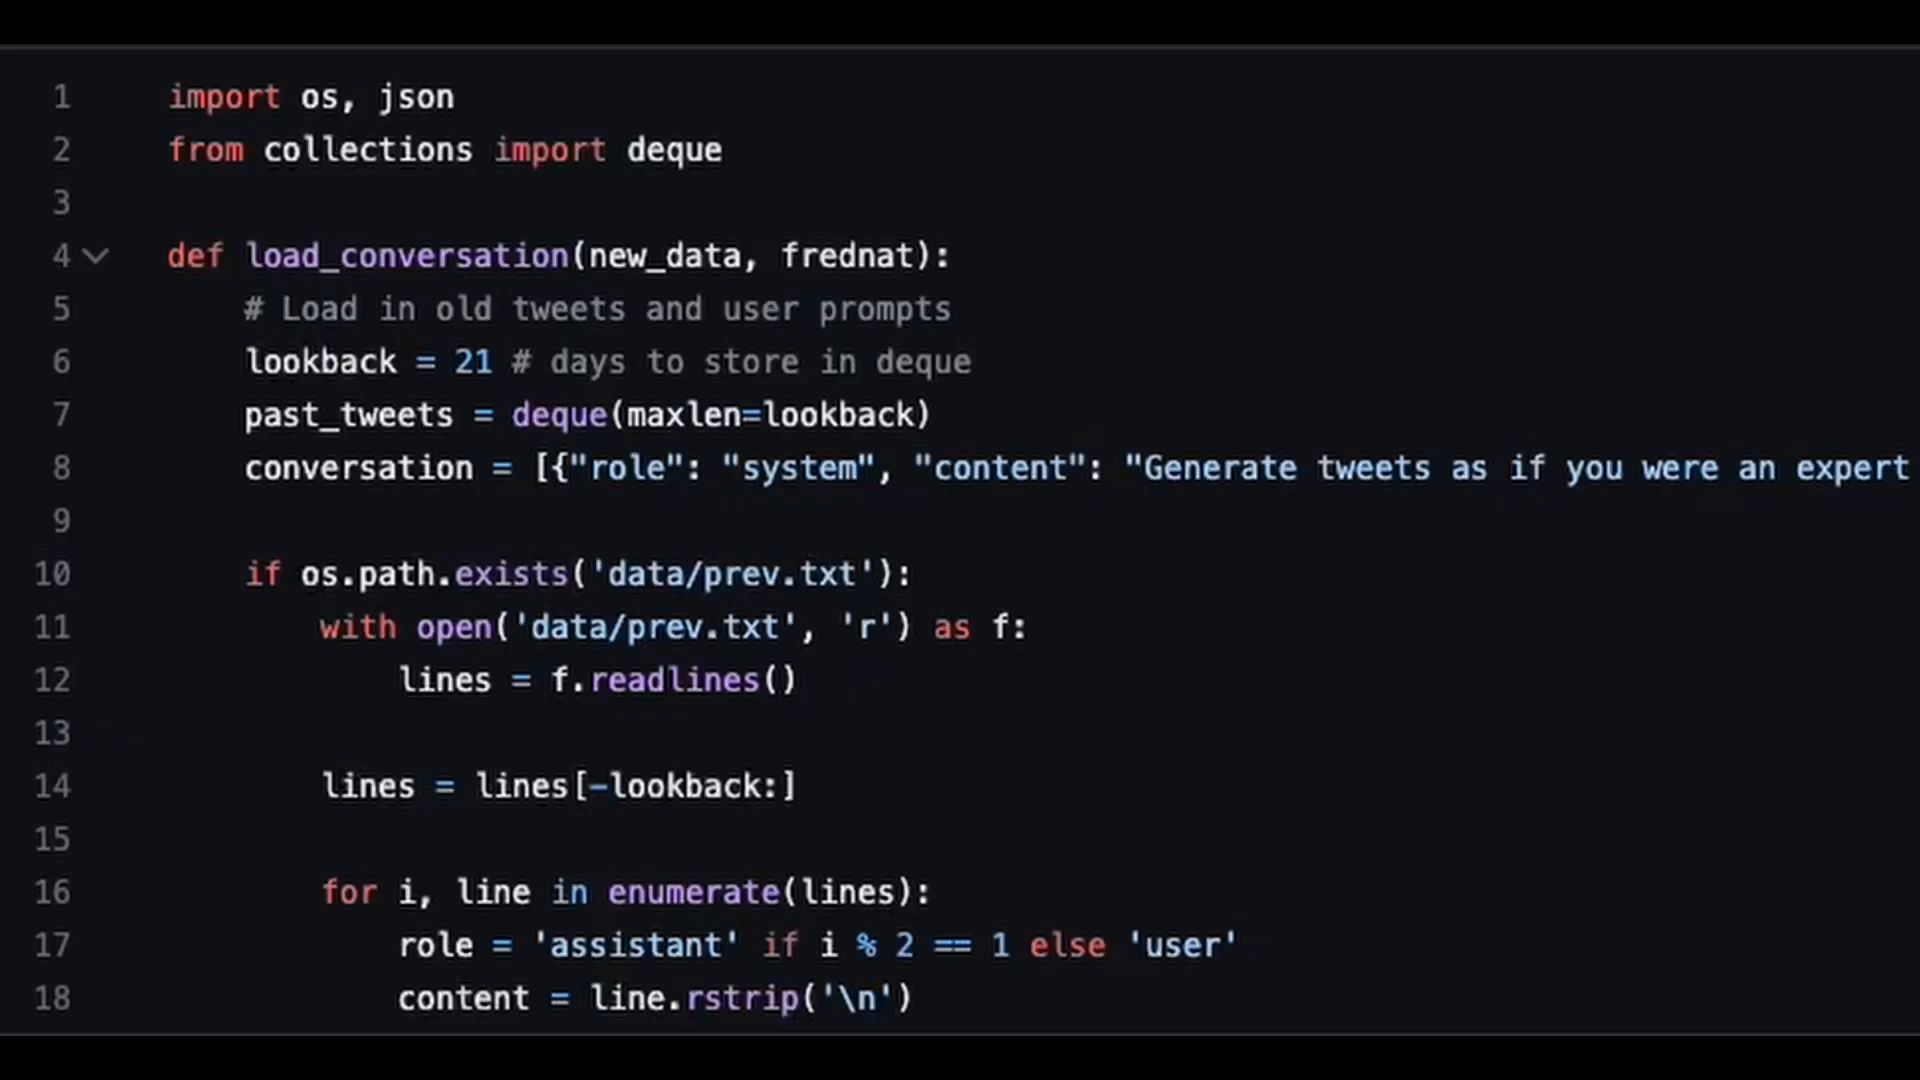 1 import os, json
2 from collections import deque
3
4 def load_conversation(new_data, frednat):
5 # Load in old tweets and user prompts
6 lookback = 21 # days to store in deque
7 past_tweets = deque(maxlen=lookback)
8 conversation = [{"role": "system", "content": "Generate tweets as if you were an expert
9
10 if os.path.exists('data/prev.txt'):
11 with open('data/prev.txt', 'r') as f:
12 lines = f.readlines()
13
14 lines = lines[-lookback:]
15
16 for i, line in enumerate(lines):
17 role = 'assistant' if i % 2 == 1 else 'user'
18 content = line.rstrip('\n')